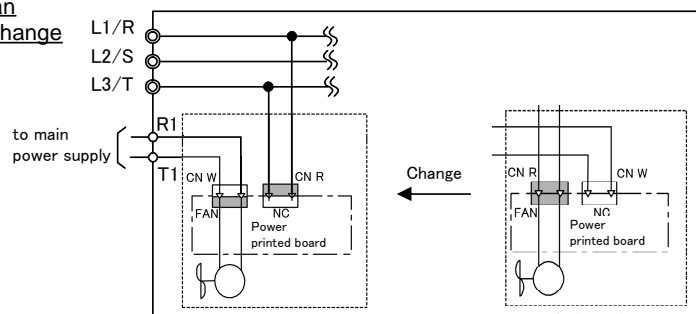 an
hange
L1/R
L2/S
L3/T
R1
to main
power supply
T1
CN W
CN R
FAN
NC
Power
printed board
Change
CN R
CN W
FAN
NC
Power
printed board